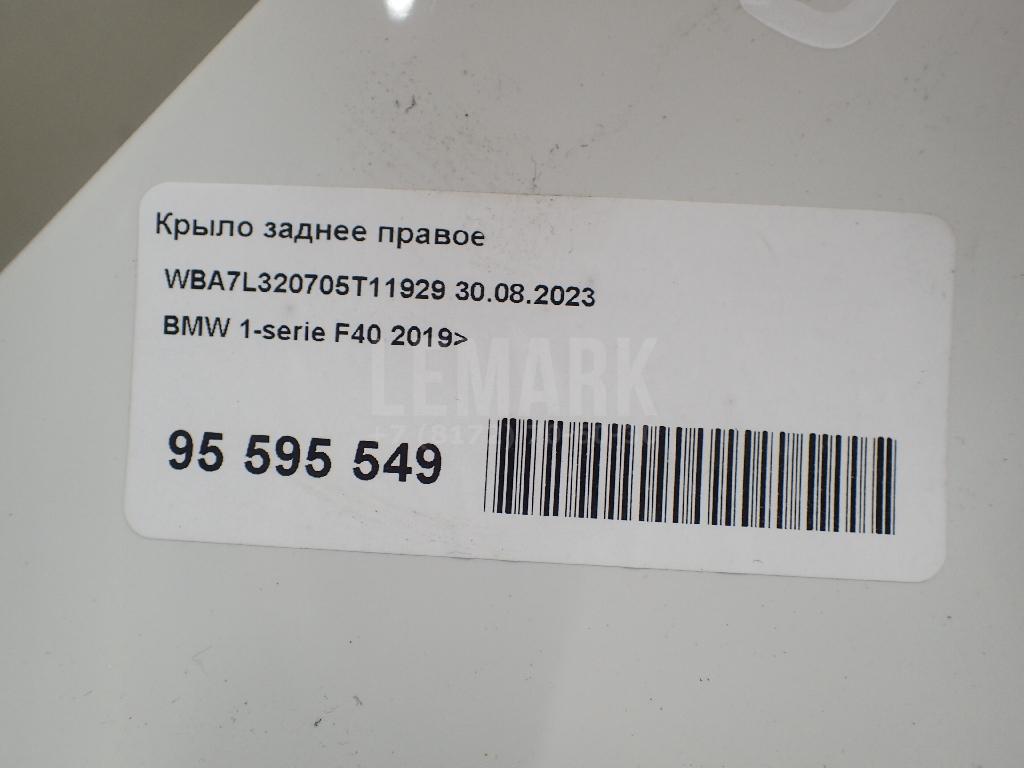 Крыло заднее правое
WBA7L320705T11929 30.08.2023
BMW 1-serie F40 2019>
LEMARK
95 595 549